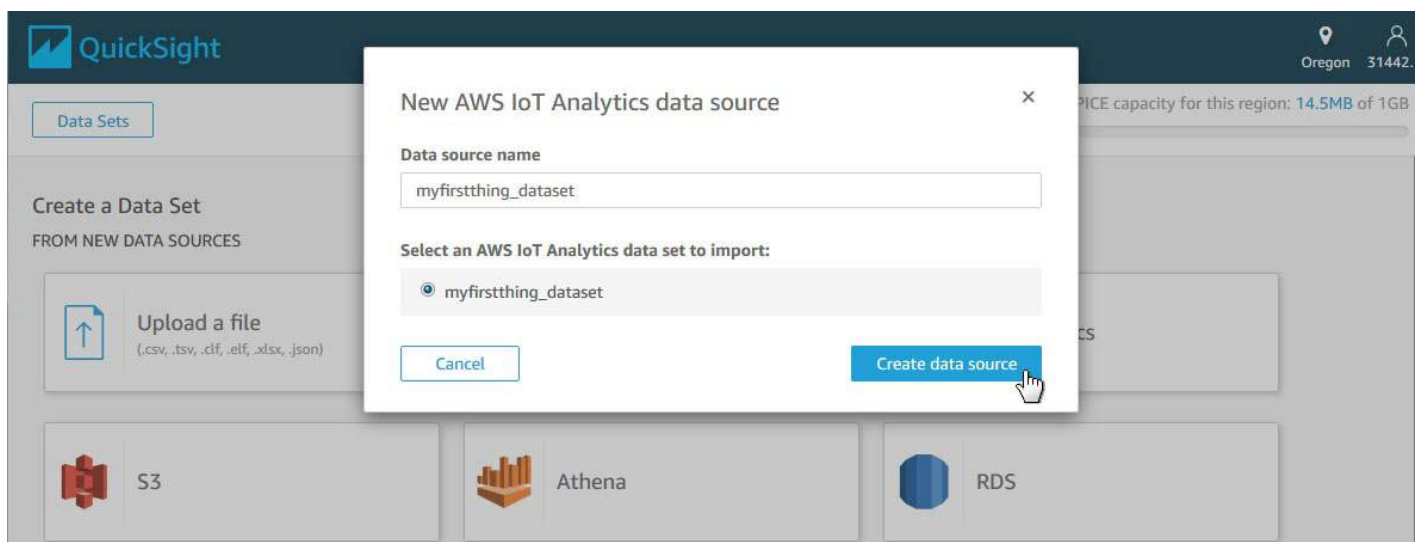 QuickSight
Oregon 31442.
Data Sets
PICE capacity for this region: 14.5MB of 1GB
New AWS IoT Analytics data source
×
Data source name
myfirstthing_dataset
Select an AWS IoT Analytics data set to import:
myfirstthing_dataset
Cancel
Create data source
Create a Data Set
FROM NEW DATA SOURCES
Upload a file
(.csv, .tsv, .clf, .elf, .xlsx, .json)
cs
S3
Athena
RDS